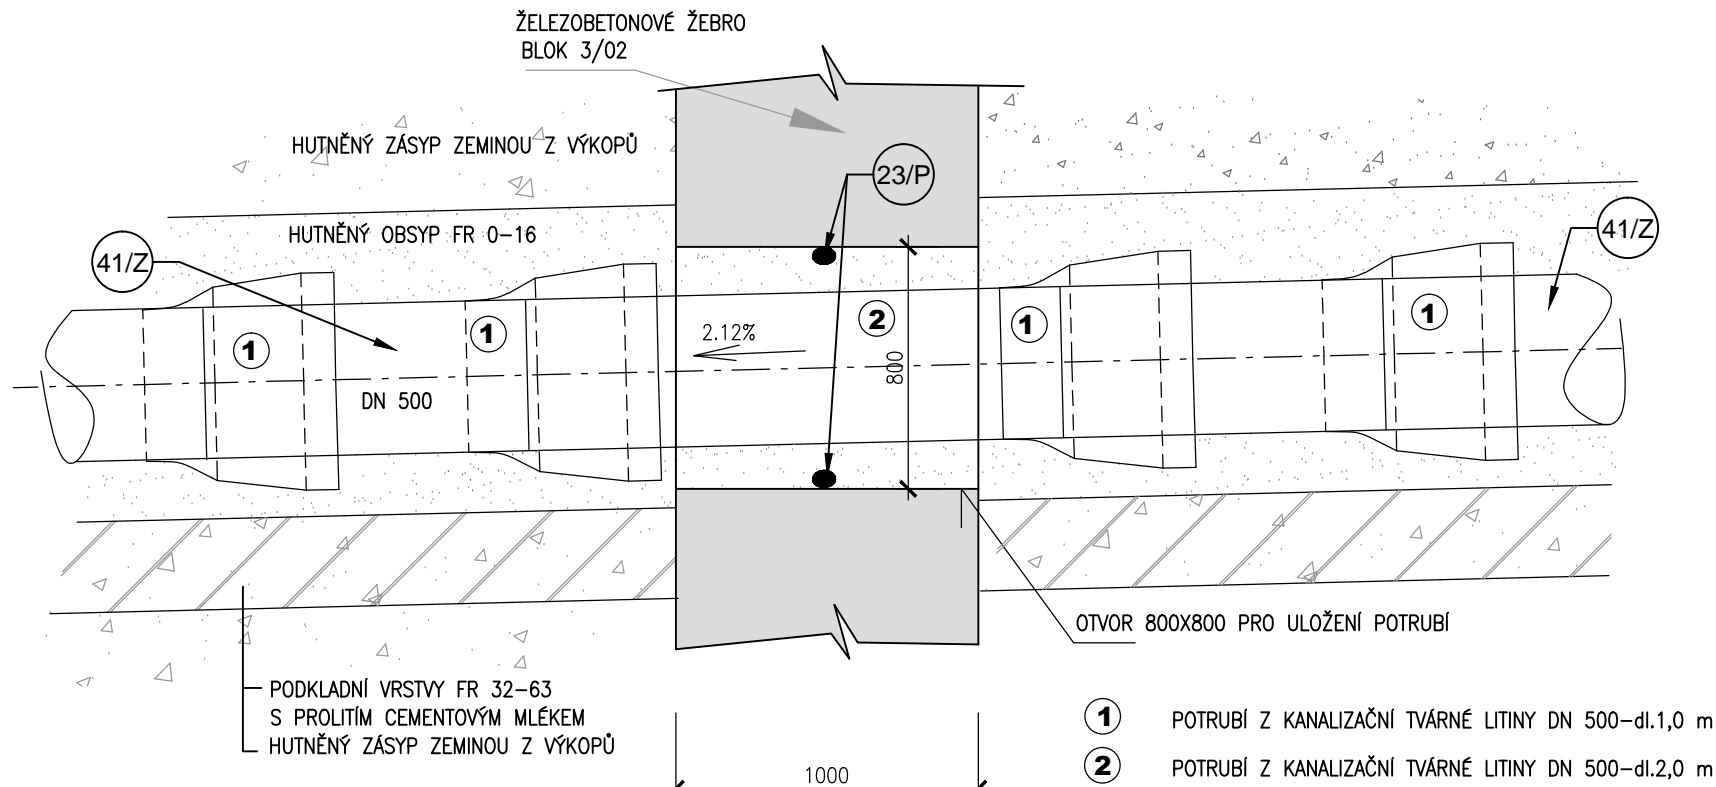 ŽELEZOBETONOVÉ ŽEBRO
BLOK 3/02
HUTNĚNÝ ZÁSYP ZEMINOU Z VÝKOPŮ
23/P
HUTNĚNÝ OBSYP FR 0-16
41/Z
41/Z
1
1
2
1
1
2.12%
800
DN 500
OTVOR 800X800 PRO ULOŽENÍ POTRUBÍ
PODKLADNÍ VRSTVY FR 32-63
S PROLITÍM CEMENTOVÝM MLÉKEM
HUTNĚNÝ ZÁSYP ZEMINOU Z VÝKOPŮ
1 POTRUBÍ Z KANALIZAČNÍ TVÁRNÉ LITINY DN 500-dl.1,0 m
2 POTRUBÍ Z KANALIZAČNÍ TVÁRNÉ LITINY DN 500-dl.2,0 m
1000